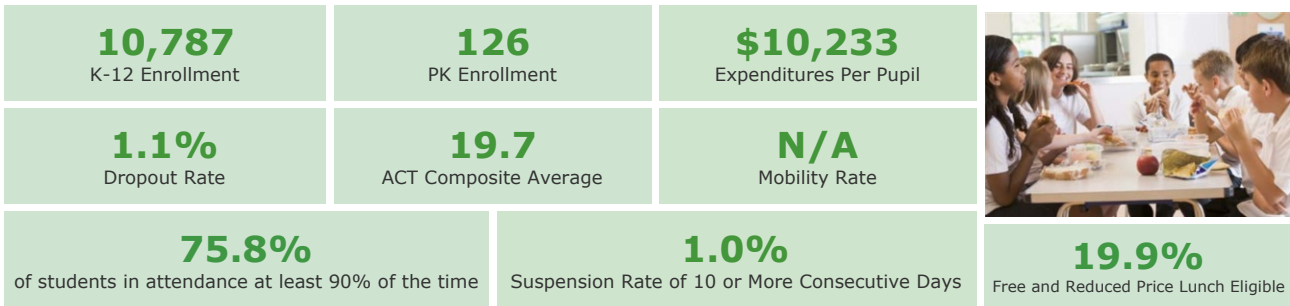 10,787
K-12 Enrollment
126
PK Enrollment
$10,233
Expenditures Per Pupil
1.1%
Dropout Rate
19.7
ACT Composite Average
N/A
Mobility Rate
75.8%
of students in attendance at least 90% of the time
1.0%
Suspension Rate of 10 or More Consecutive Days
19.9%
Free and Reduced Price Lunch Eligible